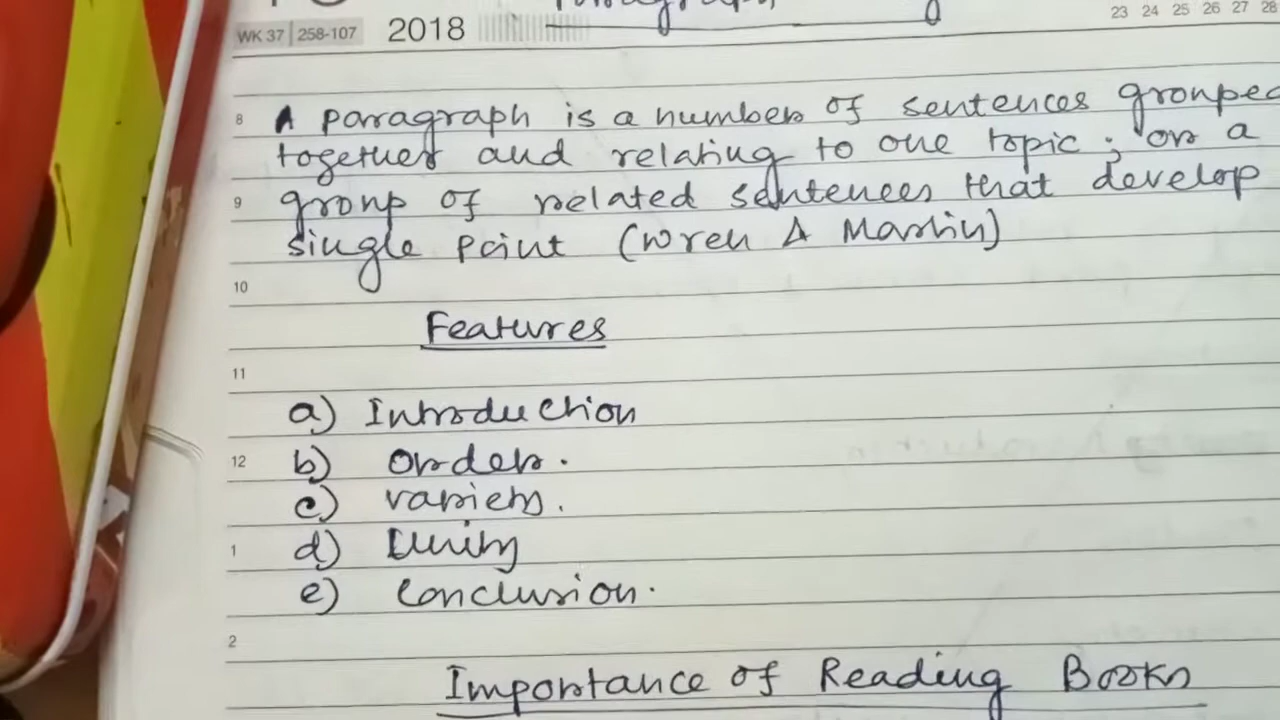 Paragraph
23 24 25 26 27 28
WK 37 | 258-107 2018
8 A paragraph is a number of sentences grouped
together and relating to one topic ; or a
9 group of related sentences that develop
single point (Wren & Martin)
10
Features
11
a) Introduction
12 b) order.
c) variety.
1 d) Unity
e) Conclusion.
2
Importance of Reading Books